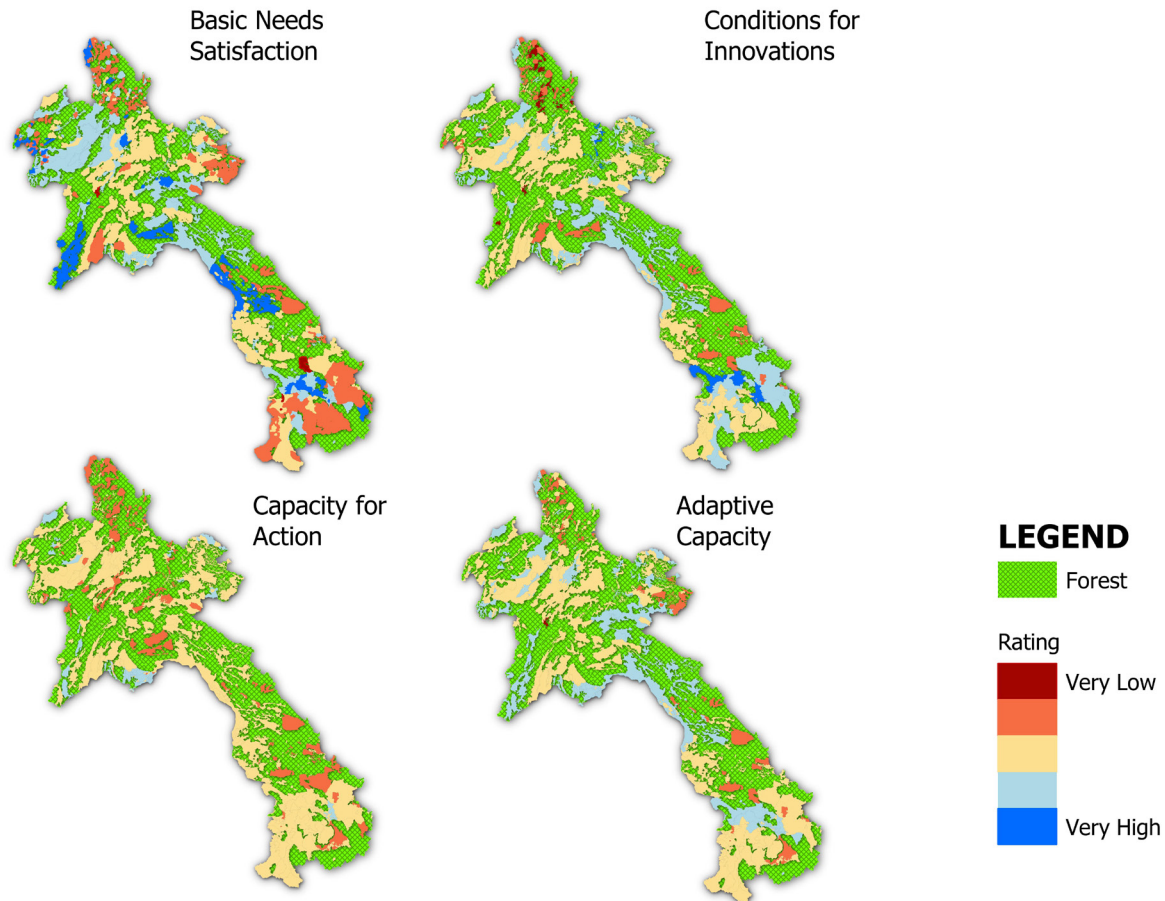 Basic Needs
Satisfaction
Conditions for
Innovations
Capacity for
Action
Adaptive
Capacity
LEGEND
Forest
Rating
Very Low
Very High